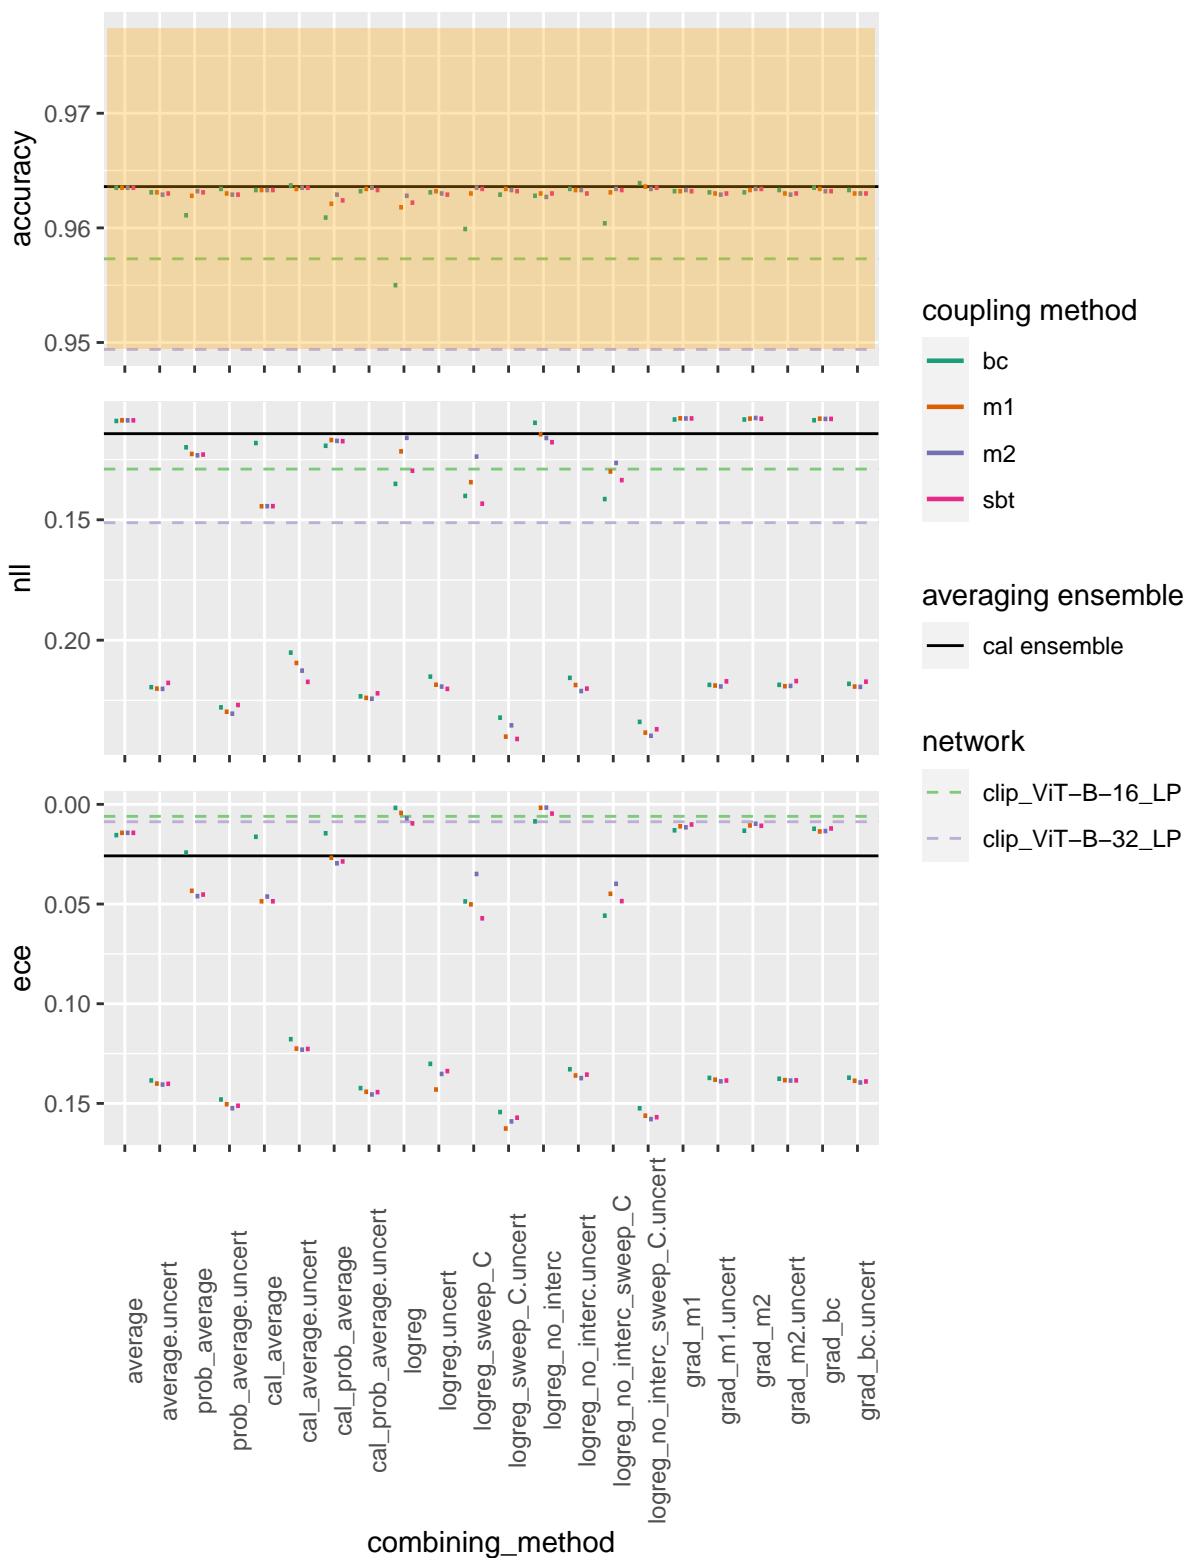 accuracy
0.97
0.96
0.95
nll
0.15
0.20
ece
0.00
0.05
0.10
0.15
average
average.uncert
prob_average
prob_average.uncert
cal_average
cal_average.uncert
cal_prob_average
cal_prob_average.uncert
logreg
logreg.uncert
logreg_sweep_C
logreg_sweep_C.uncert
logreg_no_interc
logreg_no_interc.uncert
logreg_no_interc_sweep_C
logreg_no_interc_sweep_C.uncert
grad_m1
grad_m1.uncert
grad_m2
grad_m2.uncert
grad_bc
grad_bc.uncert
combining_method
coupling method
bc
m1
m2
sbt
averaging ensemble
cal ensemble
network
clip_ViT−B−16_LP
clip_ViT−B−32_LP